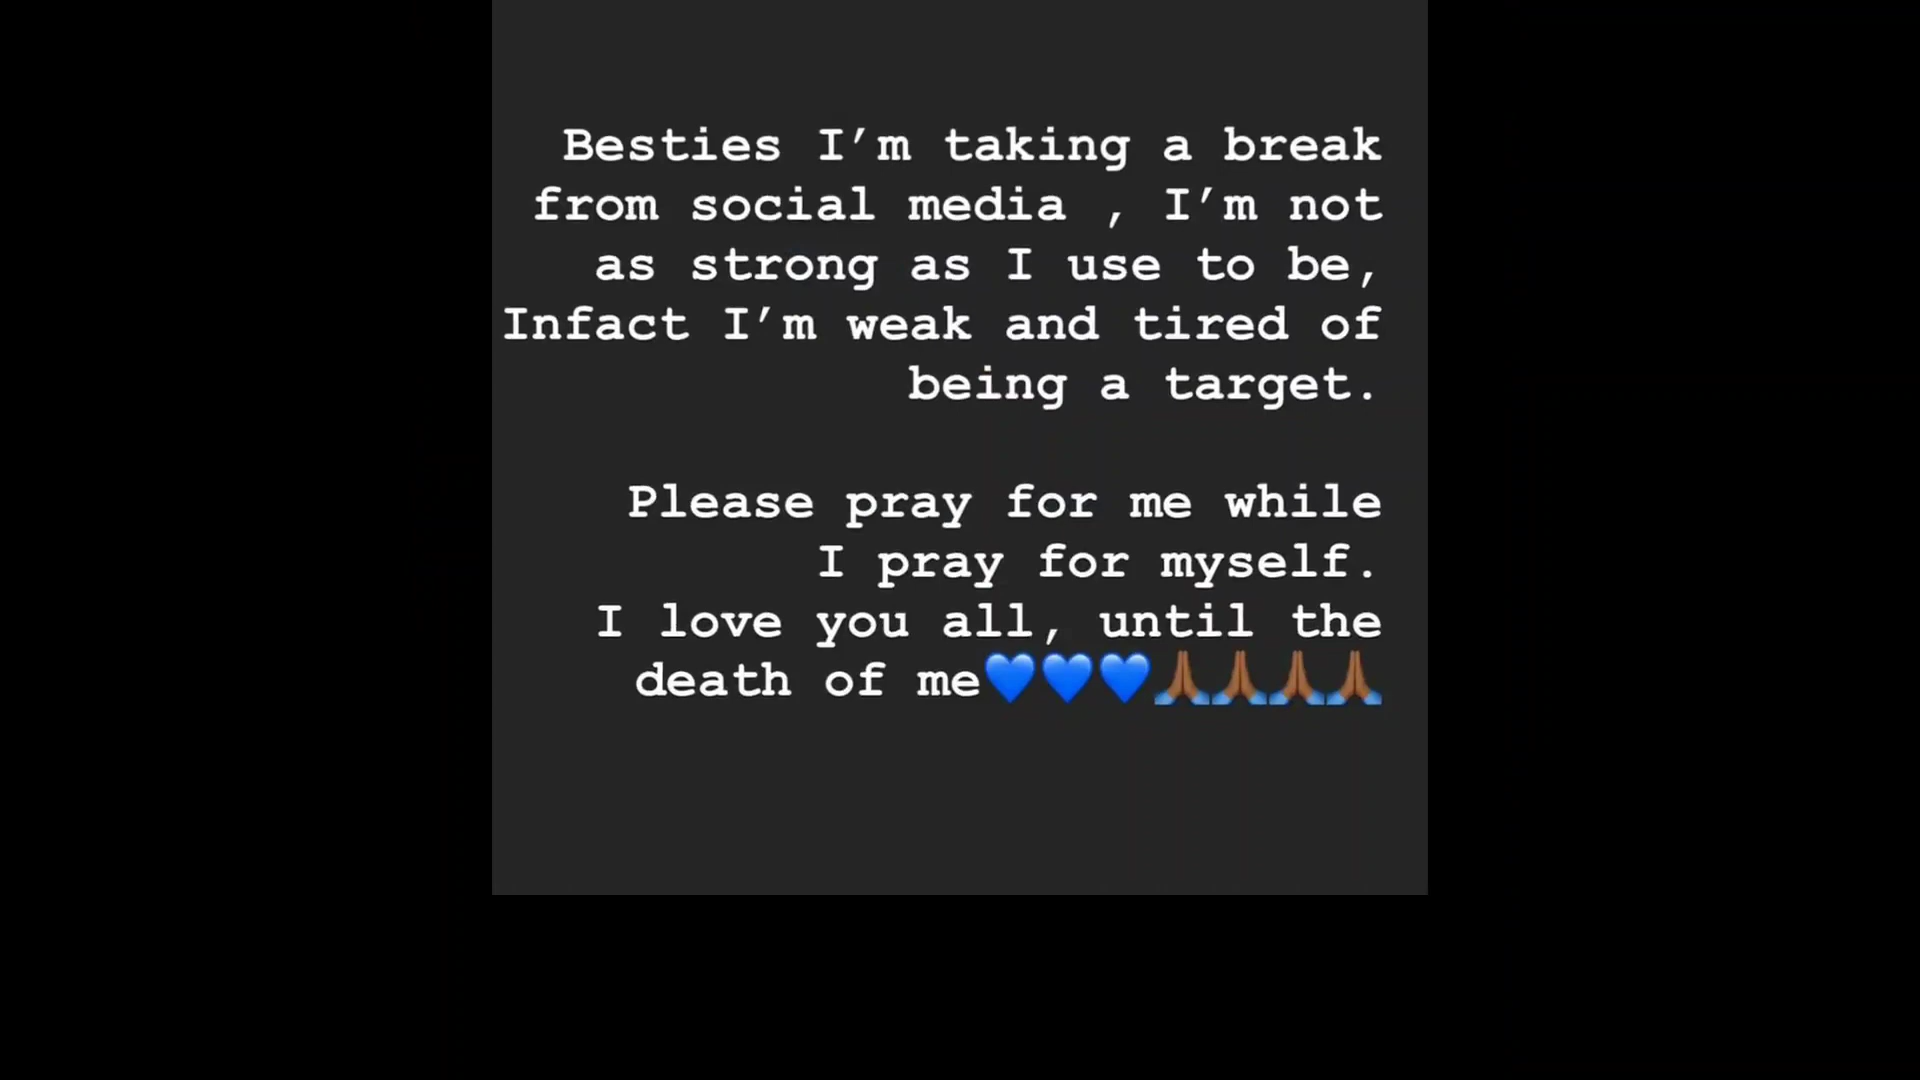 Besties I’m taking a break
from social media , I’m not
as strong as I use to be,
Infact I’m weak and tired of
being a target.
Please pray for me while
I pray for myself.
I love you all, until the
death of me💙💙💙🙏🏾🙏🏾🙏🏾🙏🏾